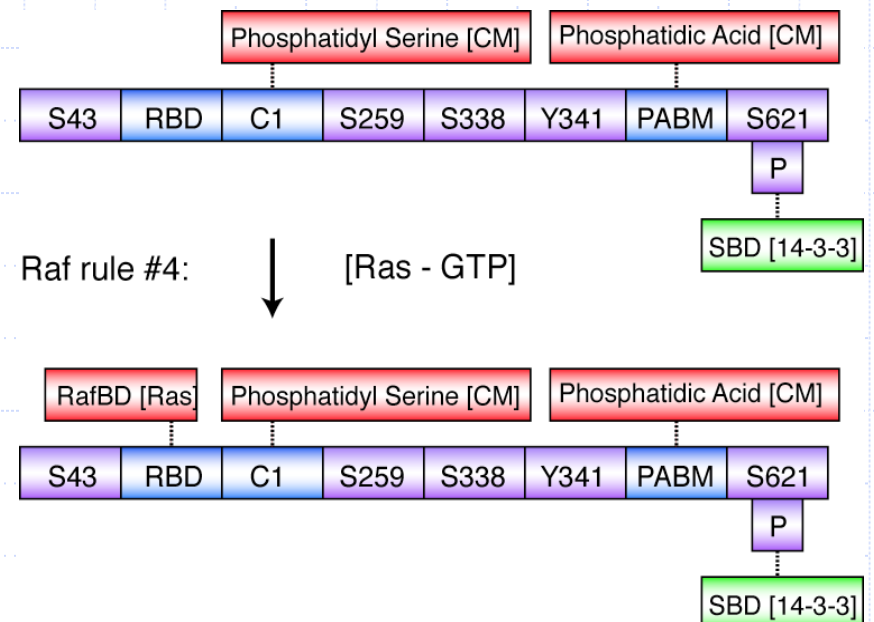 Phosphatidyl Serine [CM] Phosphatidic Acid [CM]
S43 RBD C1 S259 S338 Y341 PABM S621
P
SBD [14-3-3]
Raf rule #4: [Ras - GTP]
RafBD [Ras] Phosphatidyl Serine [CM] Phosphatidic Acid [CM]
S43 RBD C1 S259 S338 Y341 PABM S621
P
SBD [14-3-3]